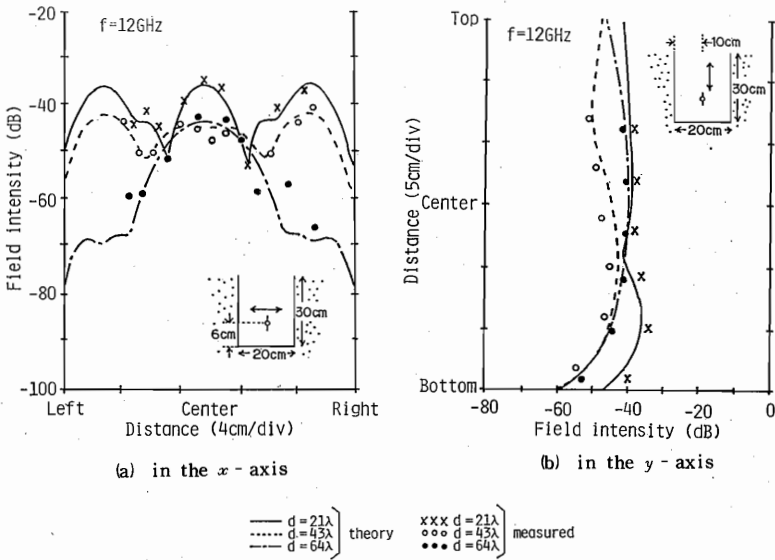 f=12GHz
-20
-40
-60
-80
-100
Field intensity (dB)
Left
Center
Right
Distance (4cm/div)
6cm
30cm
20cm
(a) in the x-axis
f=12GHz
Top
Center
Bottom
Distance (5cm/div)
10cm
30cm
20cm
-80
-60
-40
-20
0
Field intensity (dB)
(b) in the y-axis
d=21λ
d=43λ
d=64λ
theory
xxx d=21λ
ooo d=43λ
••• d=64λ
measured